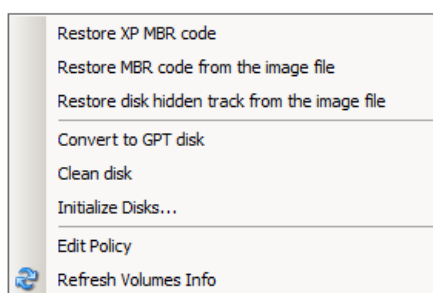 Restore XP MBR code
Restore MBR code from the image file
Restore disk hidden track from the image file
Convert to GPT disk
Clean disk
Initialize Disks...
Edit Policy
Refresh Volumes Info